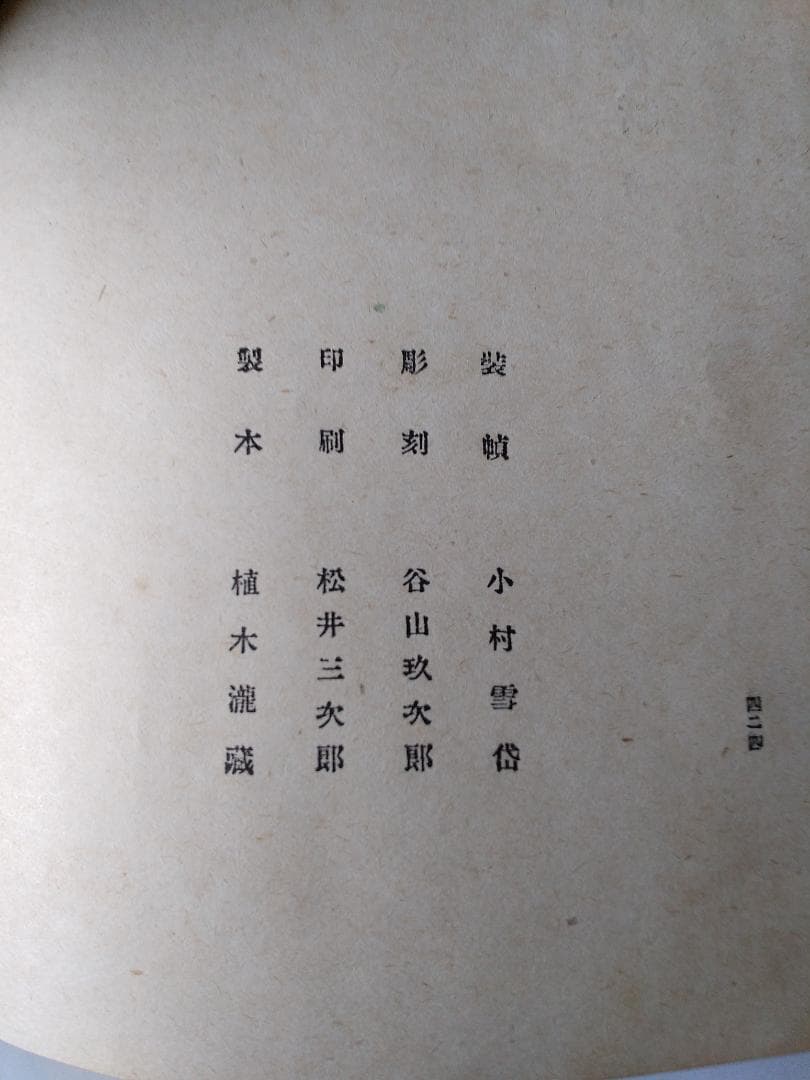 四二四
裝幀 小村雪岱
彫刻 谷山玖次郎
印刷 松井三次郎
製本 植木瀧藏